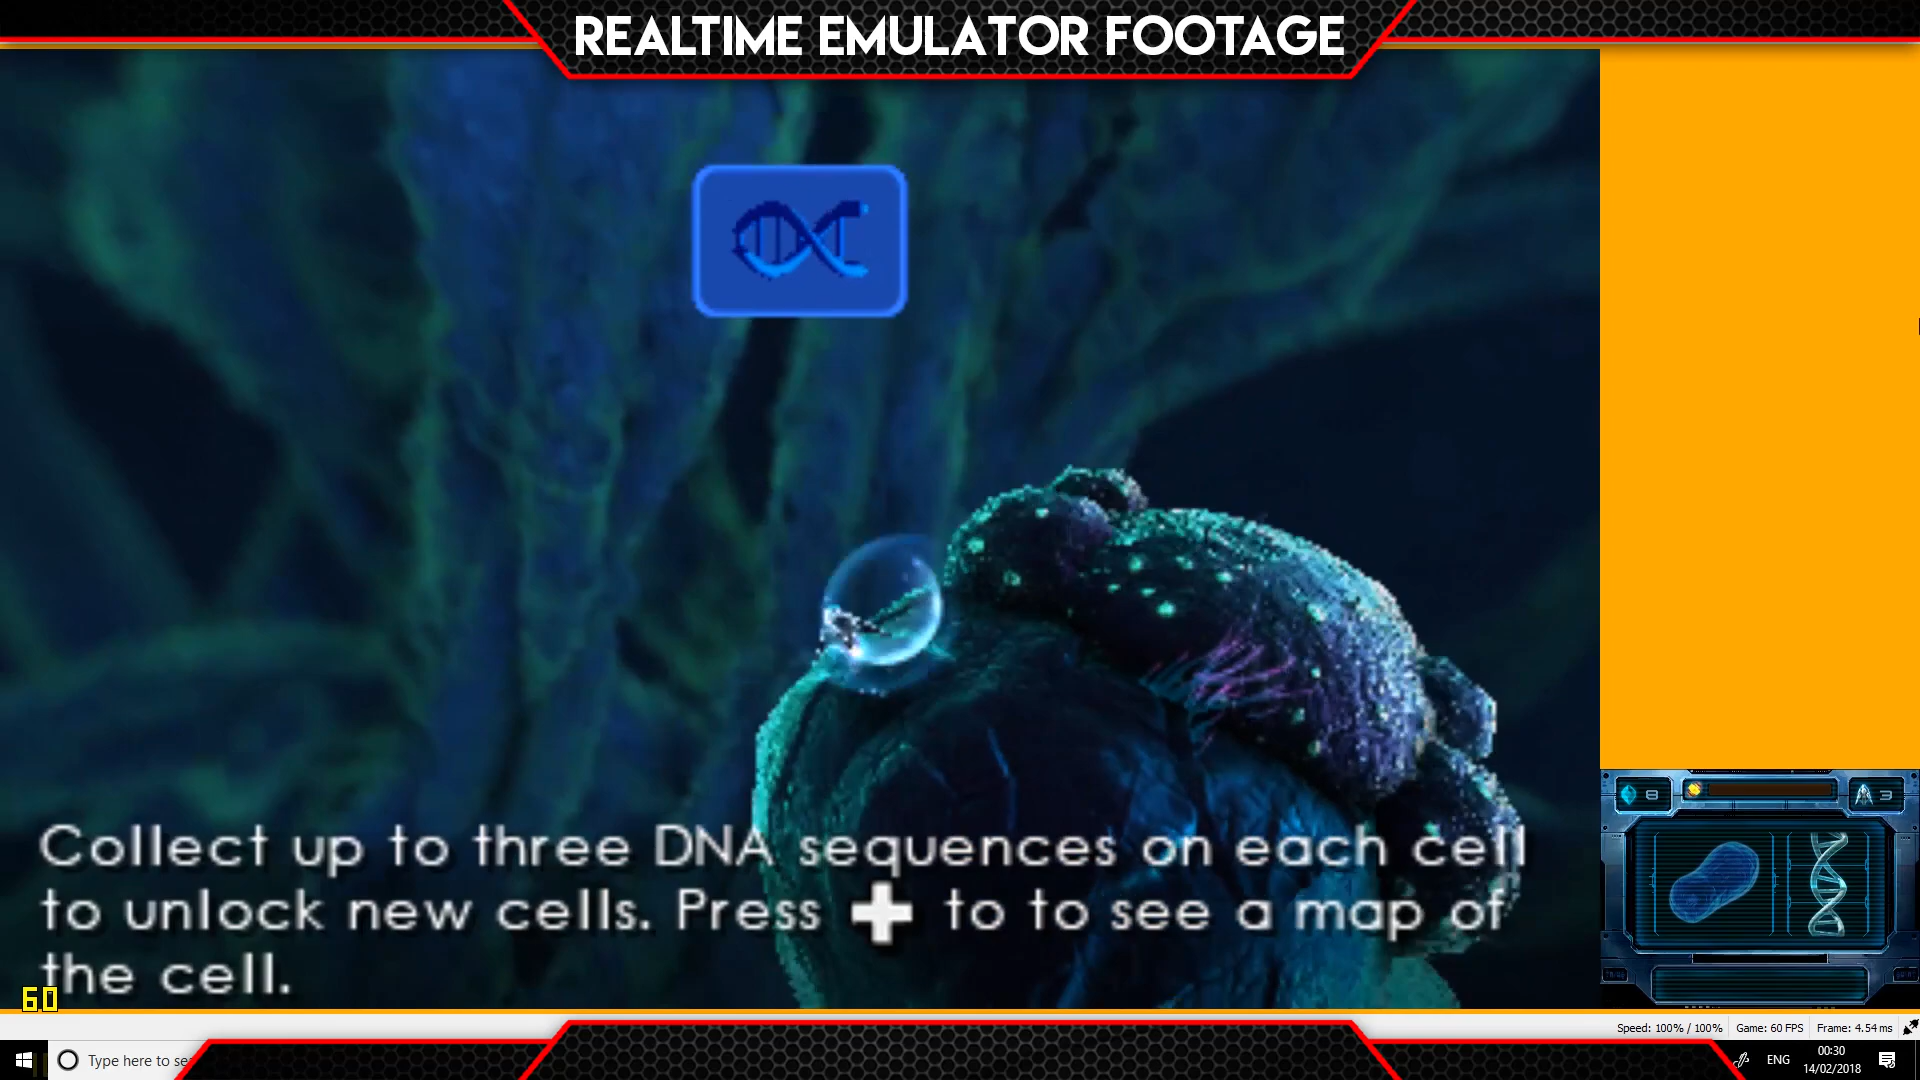 REALTIME EMULATOR FOOTAGE
8
3
Collect up to three DNA sequences on each cell
to unlock new cells. Press to to see a map of
the cell.
60
Speed: 100% / 100% Game: 60 FPS Frame: 4.54 ms
Type here to se
ENG
00:30
14/02/2018